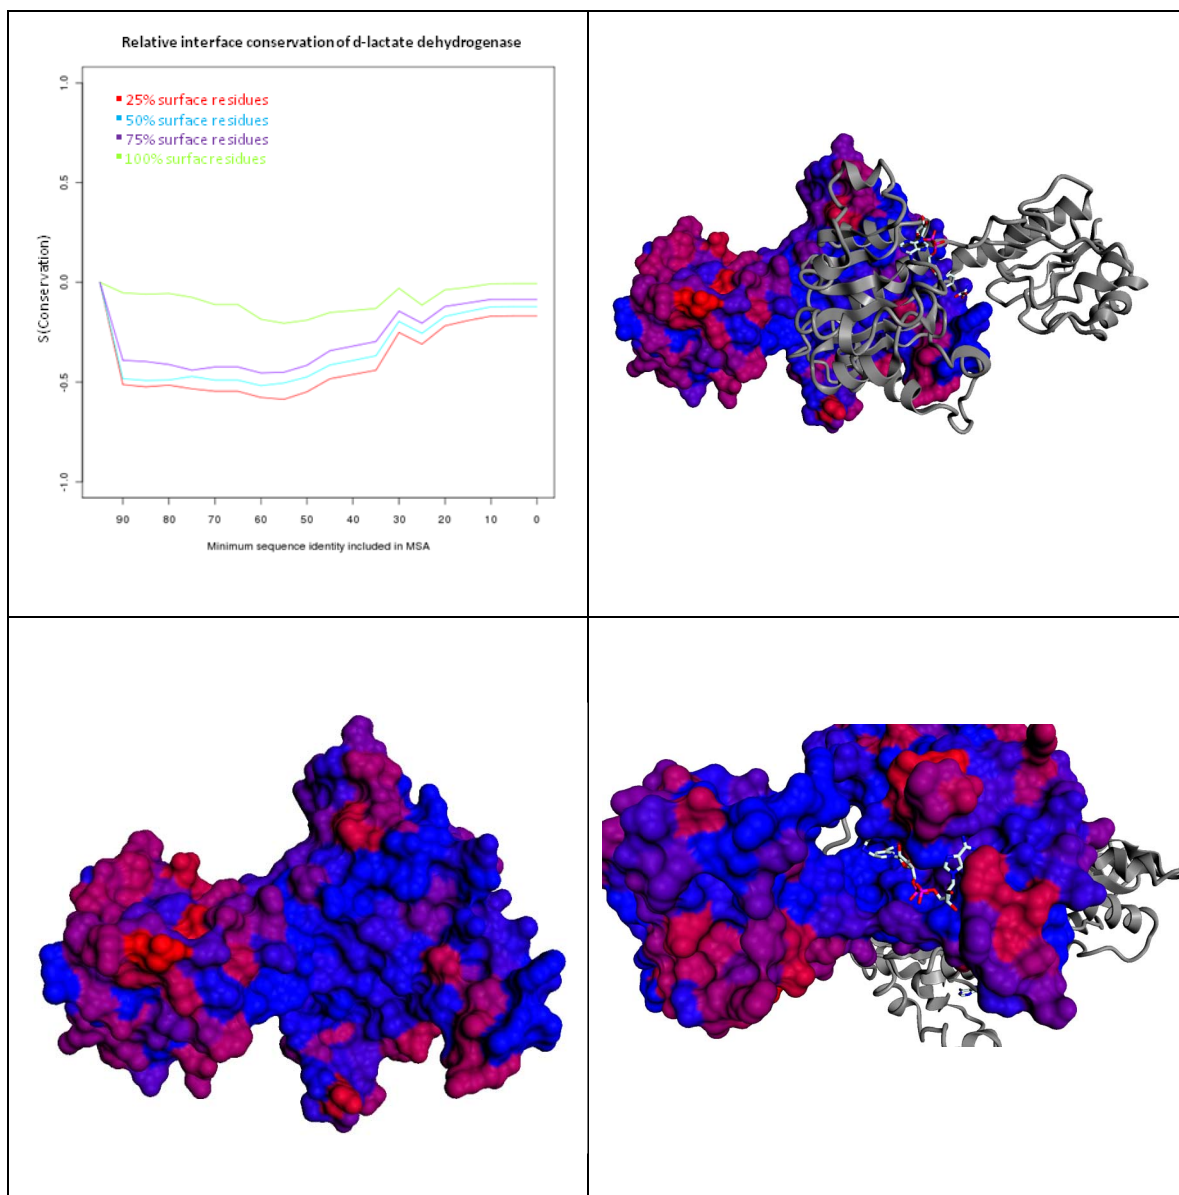 Relative interface conservation of d-lactate dehydrogenase
25% surface residues
50% surface residues
75% surface residues
100% surfac residues
S(Conservation)
1.0
0.5
0.0
-0.5
-1.0
90 80 70 60 50 40 30 20 10 0
Minimum sequence identity included in MSA